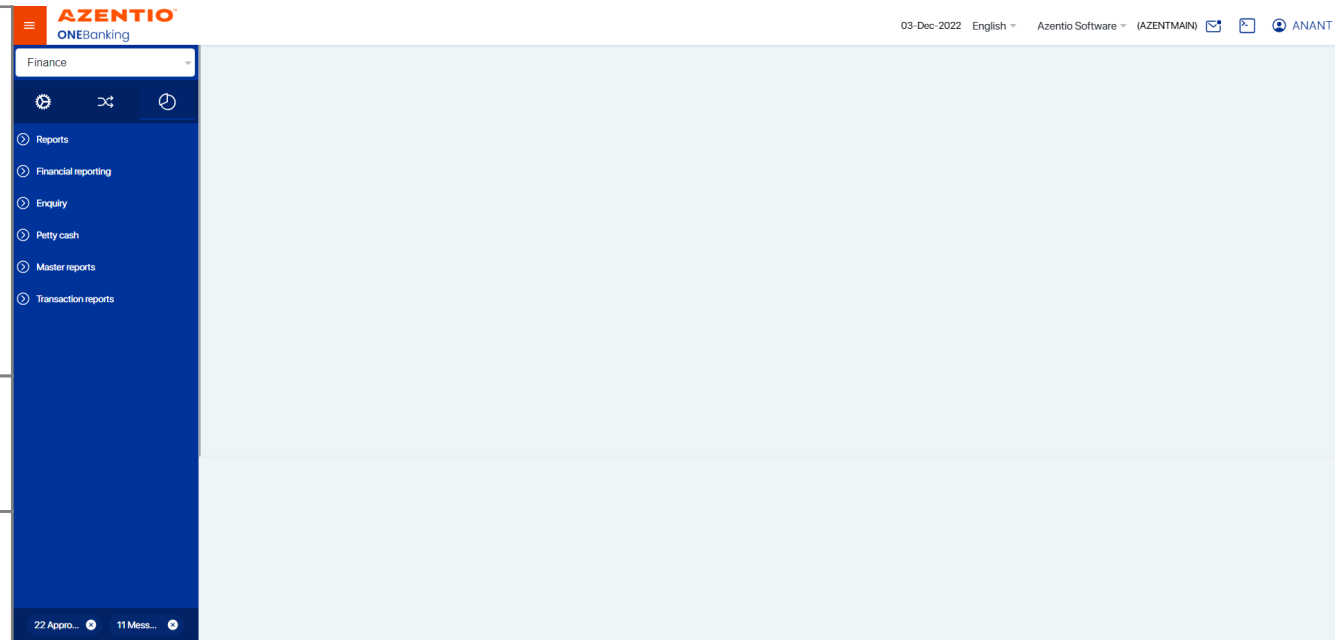 AZENTIO™
ONEBanking
03-Dec-2022 English Azentio Software (AZENTMAIN) ANANT
Finance
Reports
Financial reporting
Enquiry
Petty cash
Master reports
Transaction reports
22 Appro... 11 Mess...